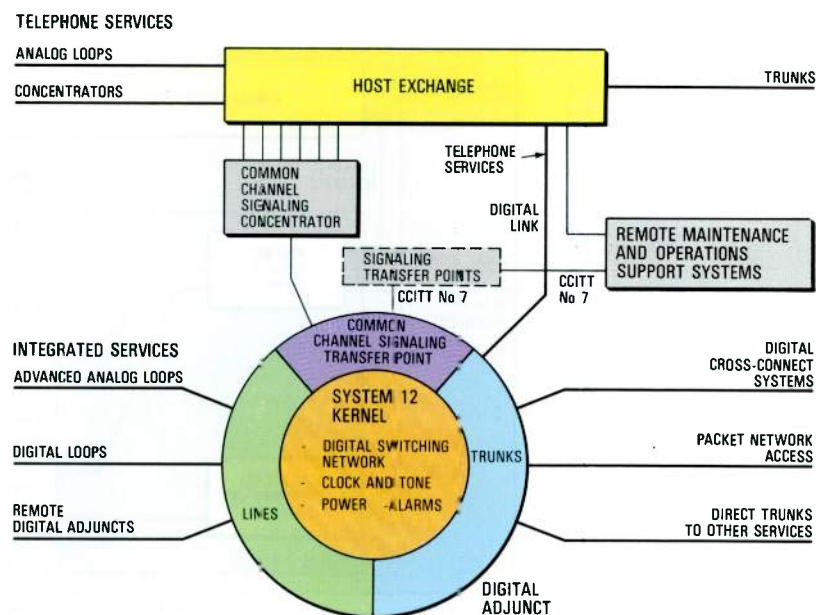 TELEPHONE SERVICES
ANALOG LOOPS
CONCENTRATORS
HOST EXCHANGE
TRUNKS
TELEPHONE
SERVICES
COMMON
CHANNEL
SIGNALING
CONCENTRATOR
DIGITAL
LINK
REMOTE MAINTENANCE
AND OPERATIONS
SUPPORT SYSTEMS
SIGNALING
TRANSFER POINTS
CCITT No 7
CCITT
No 7
COMMON
CHANNEL SIGNALING
TRANSFER POINT
INTEGRATED SERVICES
ADVANCED ANALOG LOOPS
DIGITAL LOOPS
REMOTE
DIGITAL ADJUNCTS
LINES
SYSTEM 12
KERNEL
- DIGITAL SWITCHING
NETWORK
- CLOCK AND TONE
- POWER - ALARMS
TRUNKS
DIGITAL
CROSS-CONNECT
SYSTEMS
PACKET NETWORK
ACCESS
DIRECT TRUNKS
TO OTHER SERVICES
DIGITAL
ADJUNCT